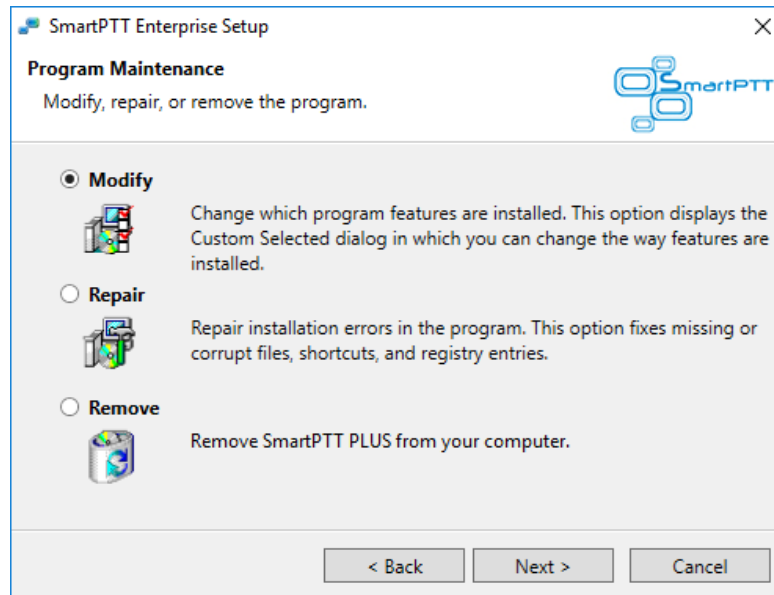 SmartPTT Enterprise Setup
Program Maintenance
Modify, repair, or remove the program.
SmartPTT
Modify
Change which program features are installed. This option displays the
Custom Selected dialog in which you can change the way features are
installed.
Repair
Repair installation errors in the program. This option fixes missing or
corrupt files, shortcuts, and registry entries.
Remove
Remove SmartPTT PLUS from your computer.
< Back
Next >
Cancel